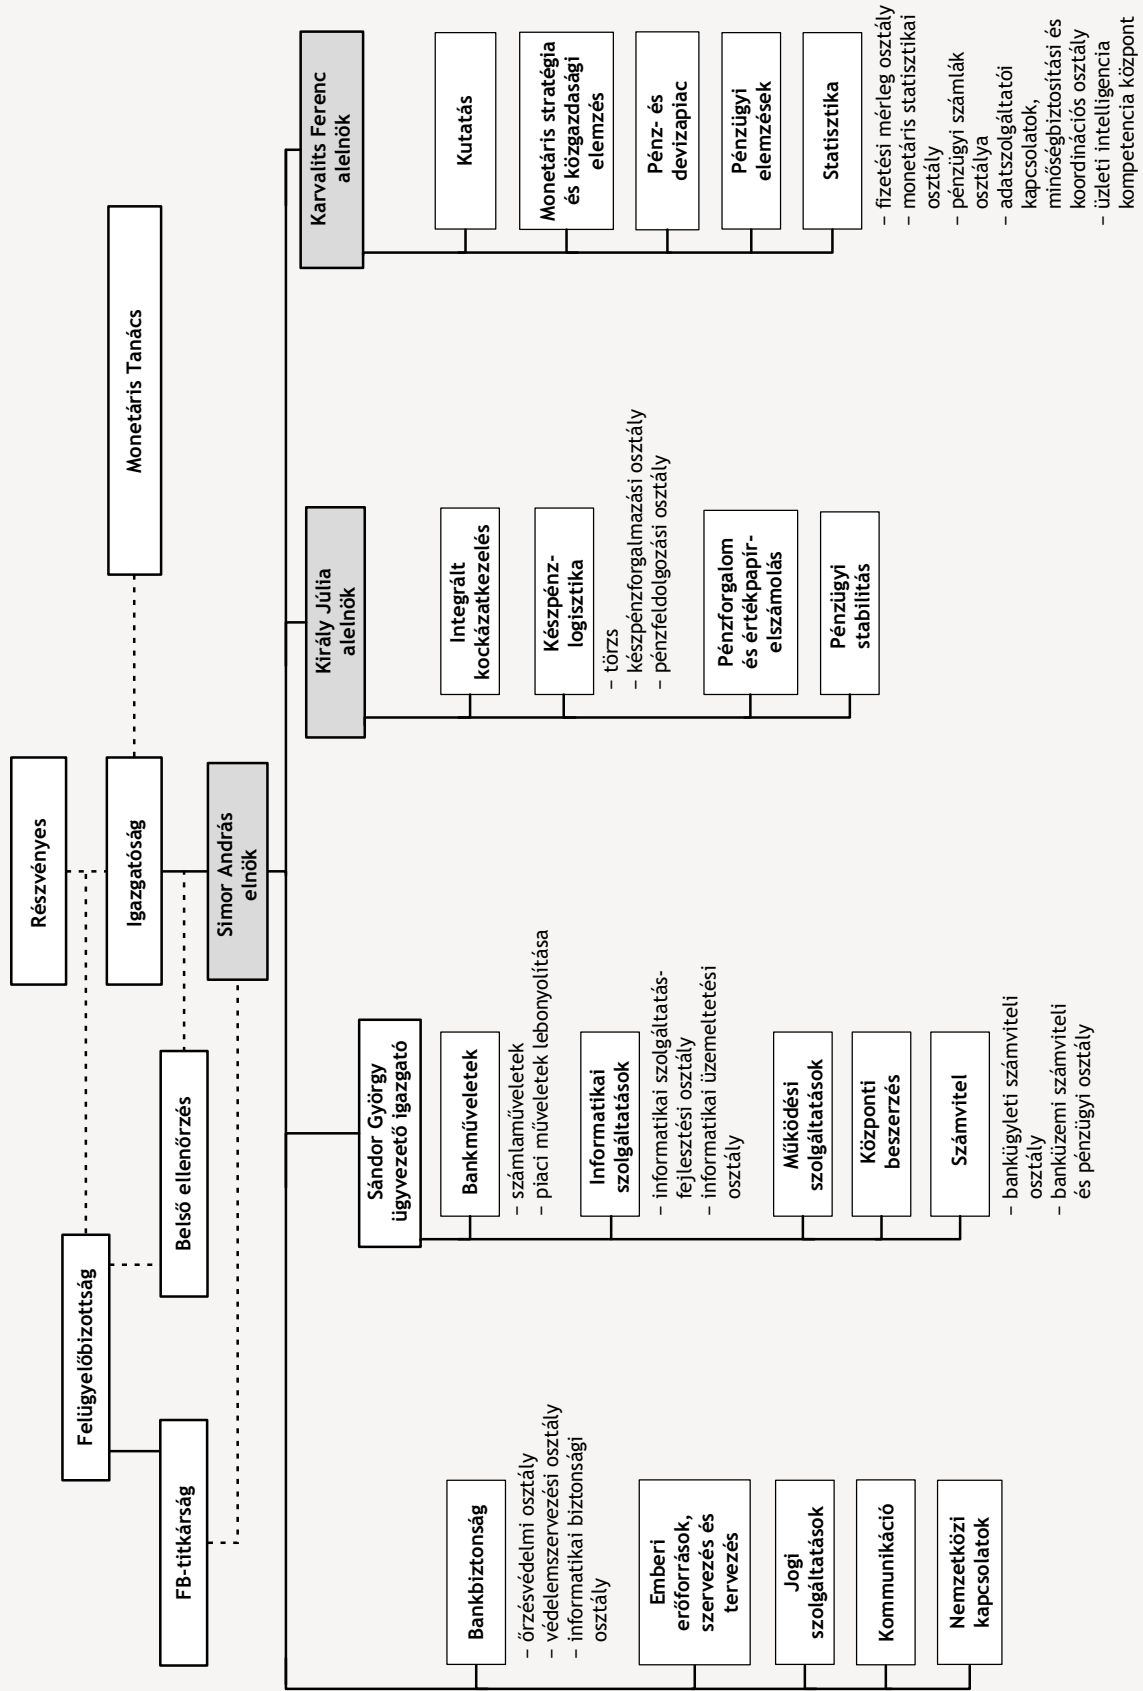 Részvényes
Felügyelőbizottság
Igazgatóság
Monetáris Tanács
FB-titkárság
Belső ellenőrzés
Simor András
elnök
Bankbiztonság
– őrzésvédelmi osztály
– védelemszervezési osztály
– informatikai biztonsági
osztály
Emberi
erőforrások,
szervezés és
tervezés
Jogi
szolgáltatások
Kommunikáció
Nemzetközi
kapcsolatok
Sándor György
ügyvezető igazgató
Bankműveletek
– számlaműveletek
– piaci műveletek lebonyolítása
Informatikai
szolgáltatások
– informatikai szolgáltatás-
fejlesztési osztály
– informatikai üzemeltetési
osztály
Működési
szolgáltatások
Központi
beszerzés
Számvitel
– bankügyleti számviteli
osztály
– banküzemi számviteli
és pénzügyi osztály
Király Júlia
alelnök
Integrált
kockázatkezelés
Készpénz-
logisztika
– törzs
– készpénzforgalmazási osztály
– pénzfeldolgozási osztály
Pénzforgalom
és értékpapír-
elszámolás
Pénzügyi
stabilitás
Karvalits Ferenc
alelnök
Kutatás
Monetáris stratégia
és közgazdasági
elemzés
Pénz- és
devizapiac
Pénzügyi
elemzések
Statisztika
– fizetési mérleg osztály
– monetáris statisztikai
osztály
– pénzügyi számlák
osztálya
– adatszolgáltatói
kapcsolatok,
minőségbiztosítási és
koordinációs osztály
– üzleti intelligencia
kompetencia központ